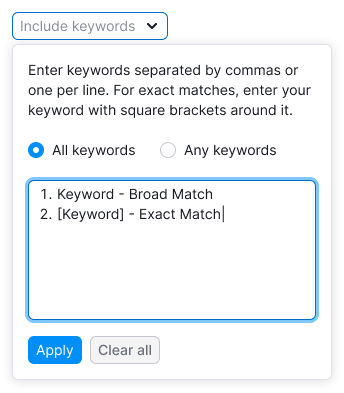 Include keywords
Enter keywords separated by commas or
one per line. For exact matches, enter your
keyword with square brackets around it.
All keywords
Any keywords
1. Keyword - Broad Match
2. [Keyword] - Exact Match
Apply
Clear all